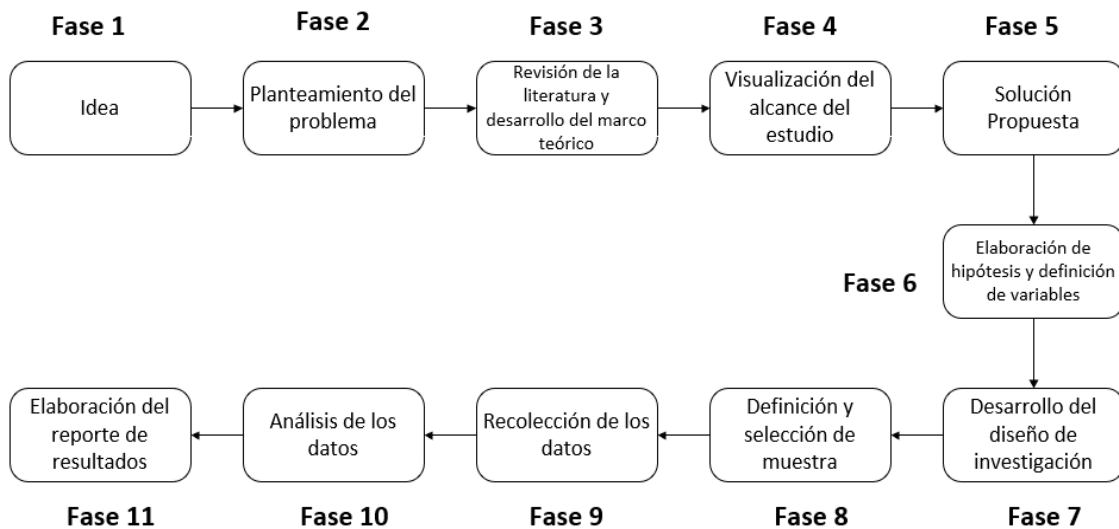 Fase 1
Idea
Fase 2
Planteamiento del
problema
Fase 3
Revisión de la
literatura y
desarrollo del marco
teórico
Fase 4
Visualización del
alcance del
estudio
Fase 5
Solución
Propuesta
Fase 6
Elaboración de
hipótesis y definición
de variables
Desarrollo del
diseño de
investigación
Fase 7
Definición y
selección de
muestra
Fase 8
Recolección de los
datos
Fase 9
Análisis de los
datos
Fase 10
Elaboración del
reporte de
resultados
Fase 11